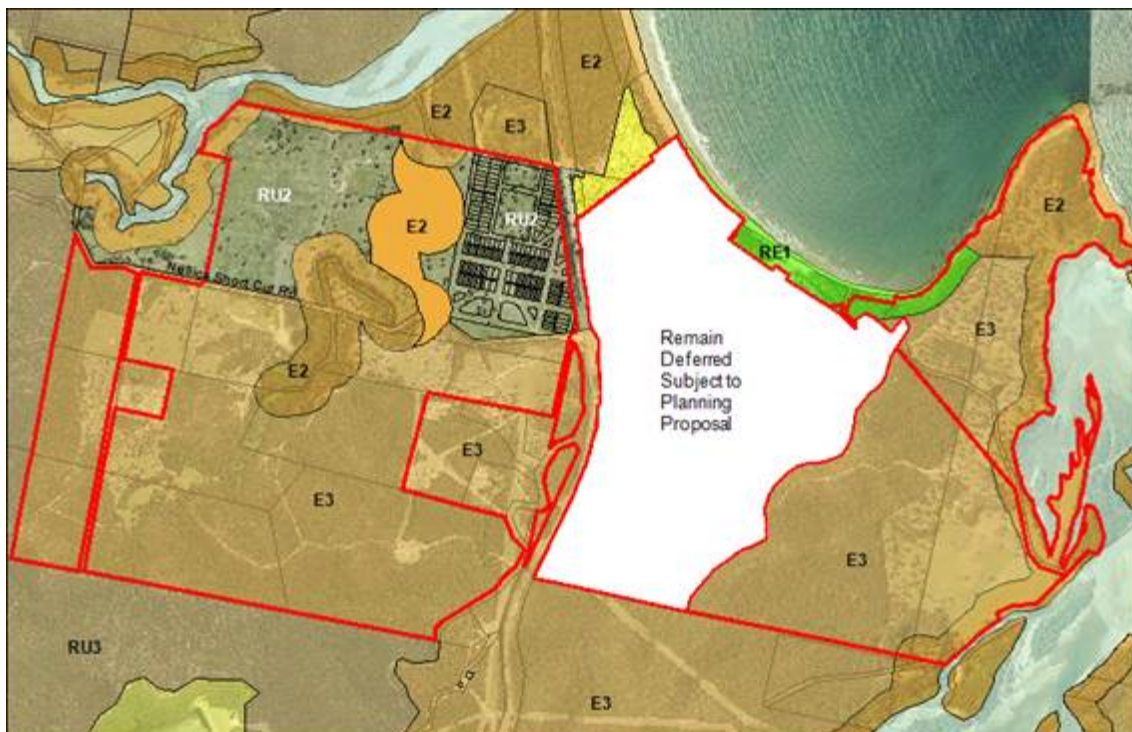 E2
E2
E3
RU2
RU2
E2
E2
RE1
E3
E2
Remain
Deferred
Subject to
Planning
Proposal
E3
E3
E3
RU3
E3